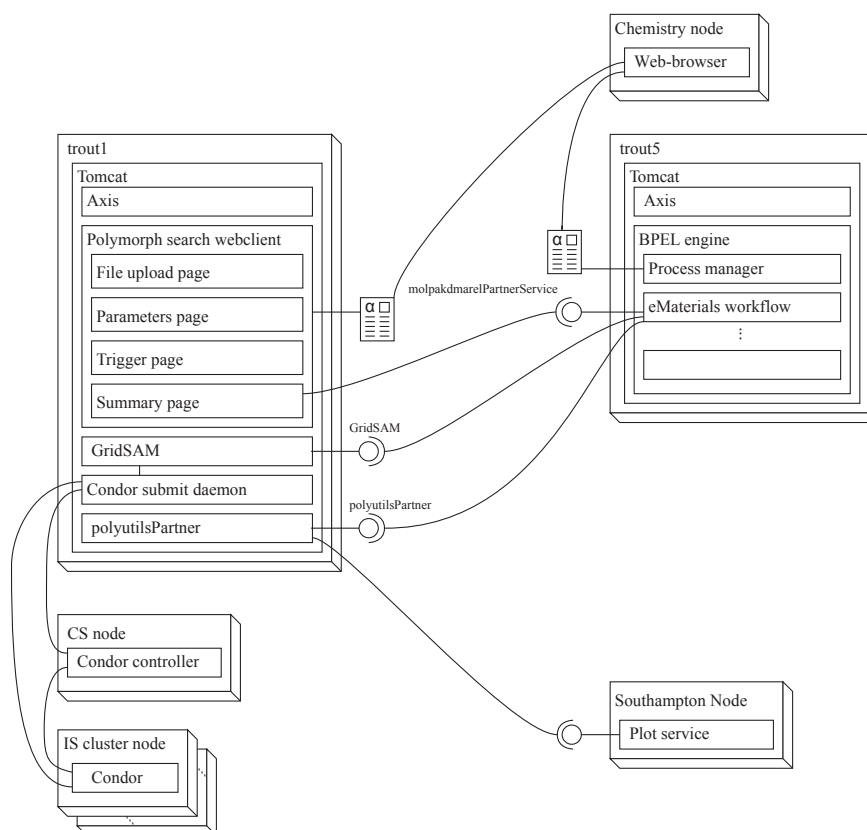 Chemistry node
Web-browser
trout1
Tomcat
Axis
Polymorph search webclient
File upload page
Parameters page
Trigger page
Summary page
GridSAM
Condor submit daemon
polyutilsPartner
α
α
molpakdmarelPartnerService
GridSAM
polyutilsPartner
trout5
Tomcat
Axis
BPEL engine
Process manager
eMaterials workflow
⋮
CS node
Condor controller
IS cluster node
Condor
Southampton Node
Plot service